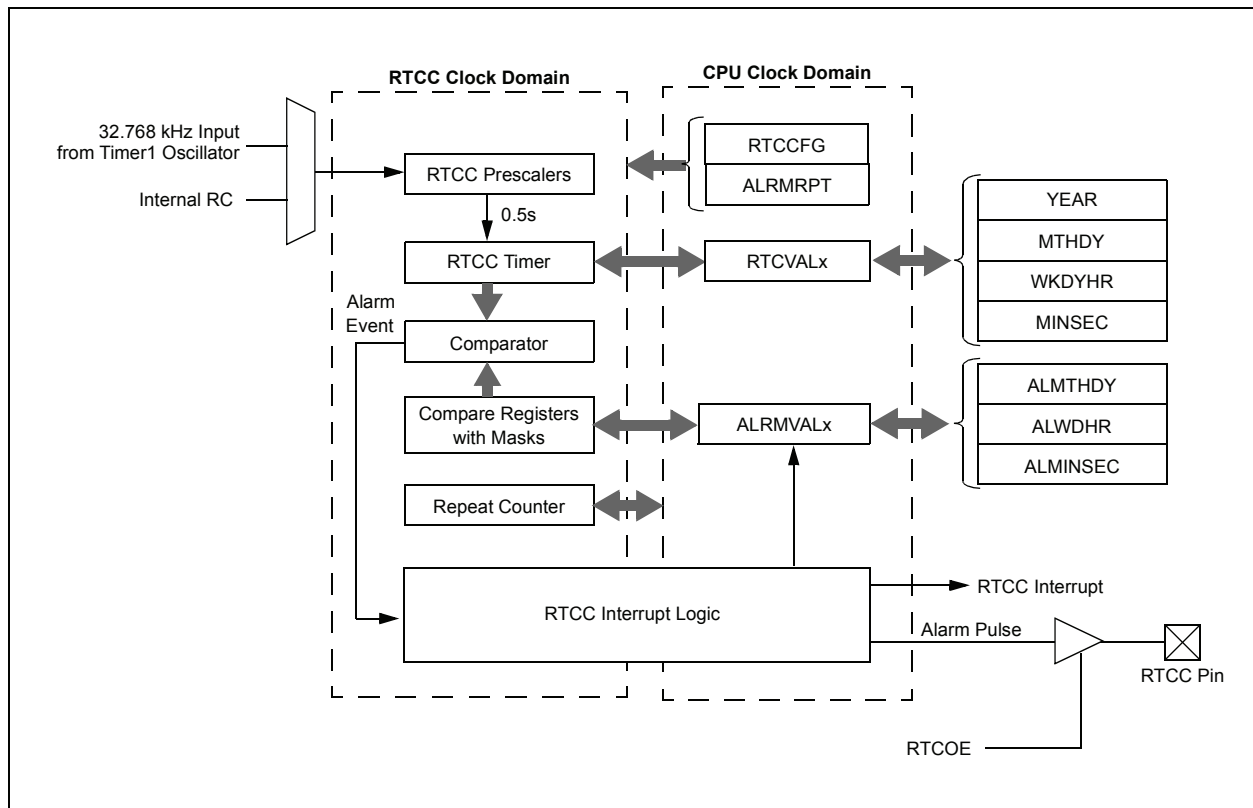 RTCC Clock Domain
CPU Clock Domain
32.768 kHz Input
from Timer1 Oscillator
Internal RC
RTCC Prescalers
0.5s
RTCC Timer
Alarm
Event
Comparator
Compare Registers
with Masks
Repeat Counter
RTCC Interrupt Logic
RTCCFG
ALRMRPT
RTCVALx
ALRMVALx
YEAR
MTHDY
WKDYHR
MINSEC
ALMTHDY
ALWDHR
ALMINSEC
RTCC Interrupt
Alarm Pulse
RTCC Pin
RTCOE